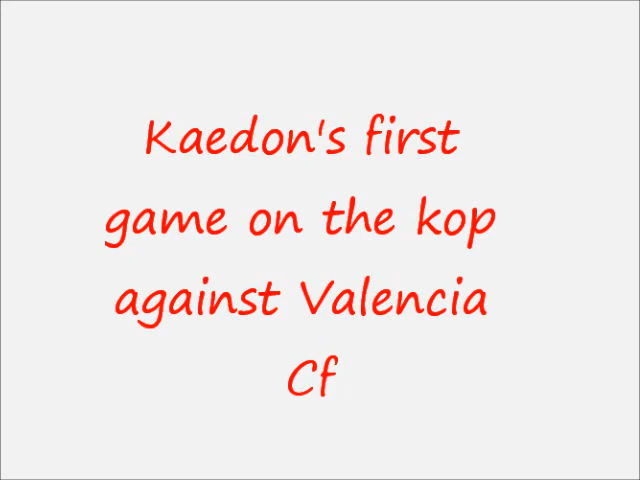 Kaedon's first
game on the kop
against Valencia
Cf